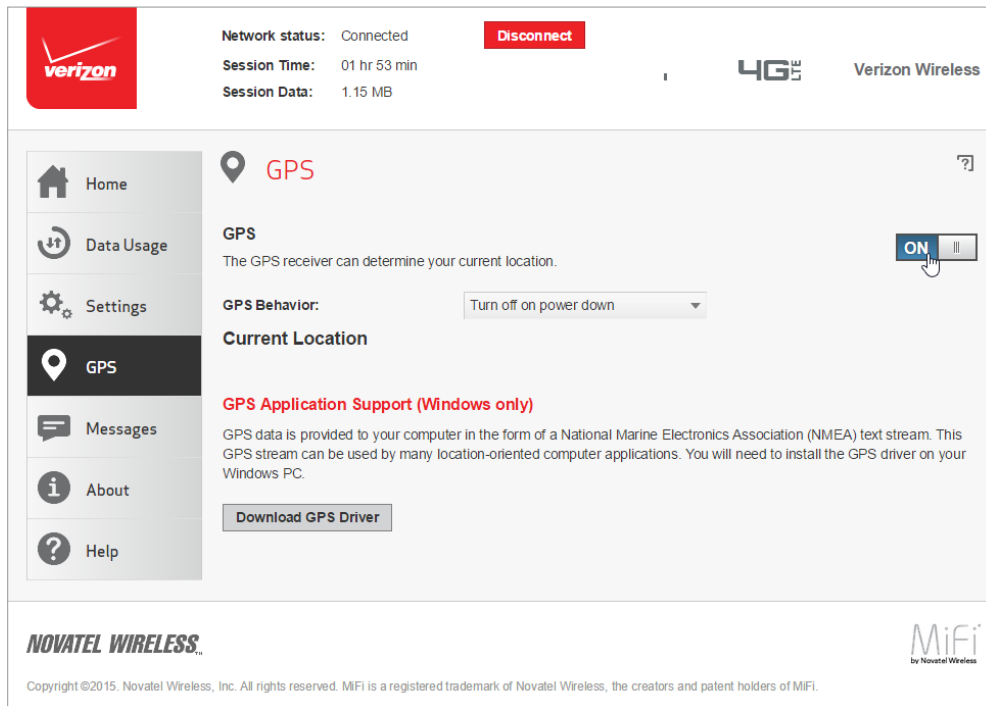 verizon
Network status: Connected
Disconnect
Session Time: 01 hr 53 min
Session Data: 1.15 MB
4G LTE
Verizon Wireless
Home
Data Usage
Settings
GPS
Messages
About
Help
GPS
?
GPS
The GPS receiver can determine your current location.
ON
GPS Behavior: Turn off on power down
Current Location
GPS Application Support (Windows only)
GPS data is provided to your computer in the form of a National Marine Electronics Association (NMEA) text stream. This
GPS stream can be used by many location-oriented computer applications. You will need to install the GPS driver on your
Windows PC.
Download GPS Driver
NOVATEL WIRELESS™
MiFi
by Novatel Wireless
Copyright ©2015. Novatel Wireless, Inc. All rights reserved. MiFi is a registered trademark of Novatel Wireless, the creators and patent holders of MiFi.